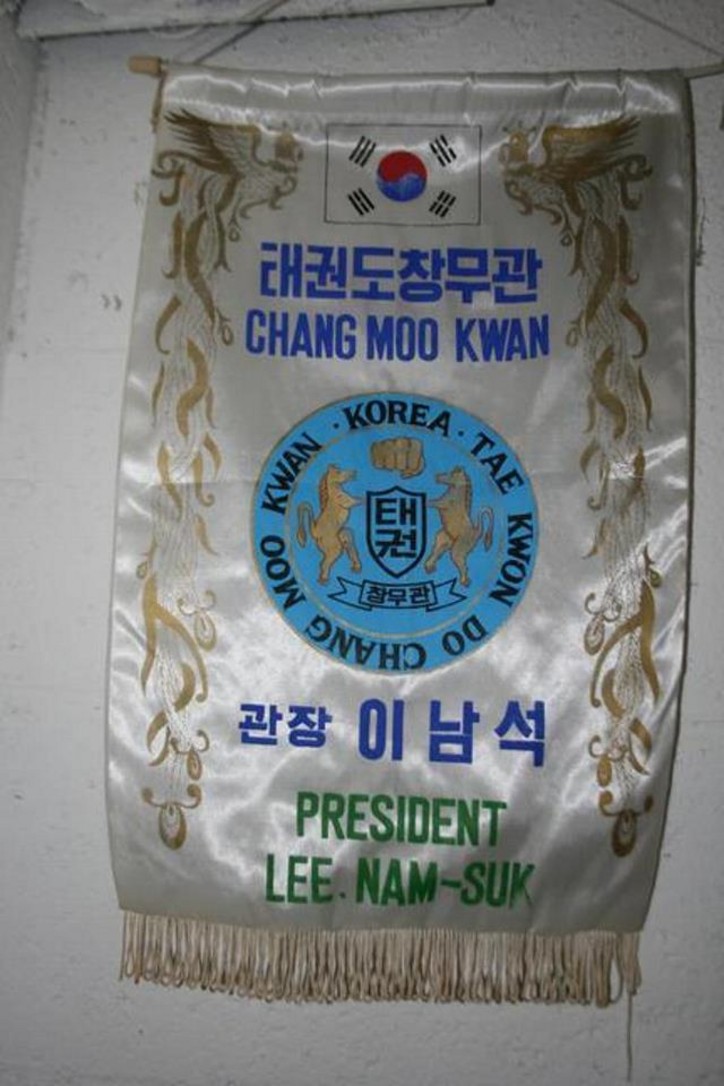 태권도창무관
CHANG MOO KWAN
· KOREA · TAE KWON DO CHANG MOO KWAN
태
권
창무관
관장 이남석
PRESIDENT
LEE. NAM-SUK